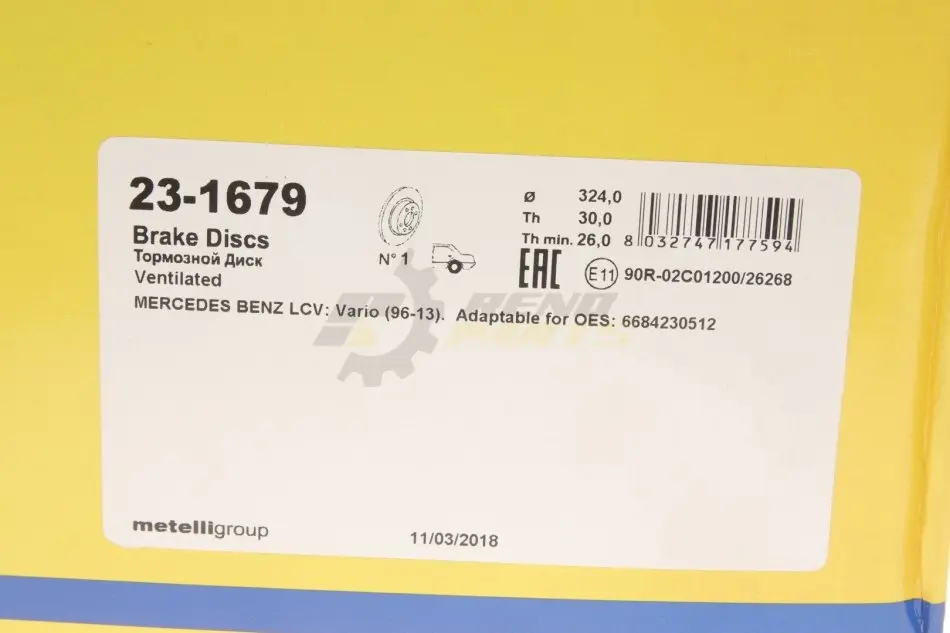 23-1679
Brake Discs
Тормозной Диск
Ventilated
N° 1
Ø 324,0
Th 30,0
Th min. 26,0
8 032747 177594
EAC E11 90R-02C01200/26268
MERCEDES BENZ LCV: Vario (96-13). Adaptable for OES: 6684230512
BEND
PARTS
metelligroup
11/03/2018